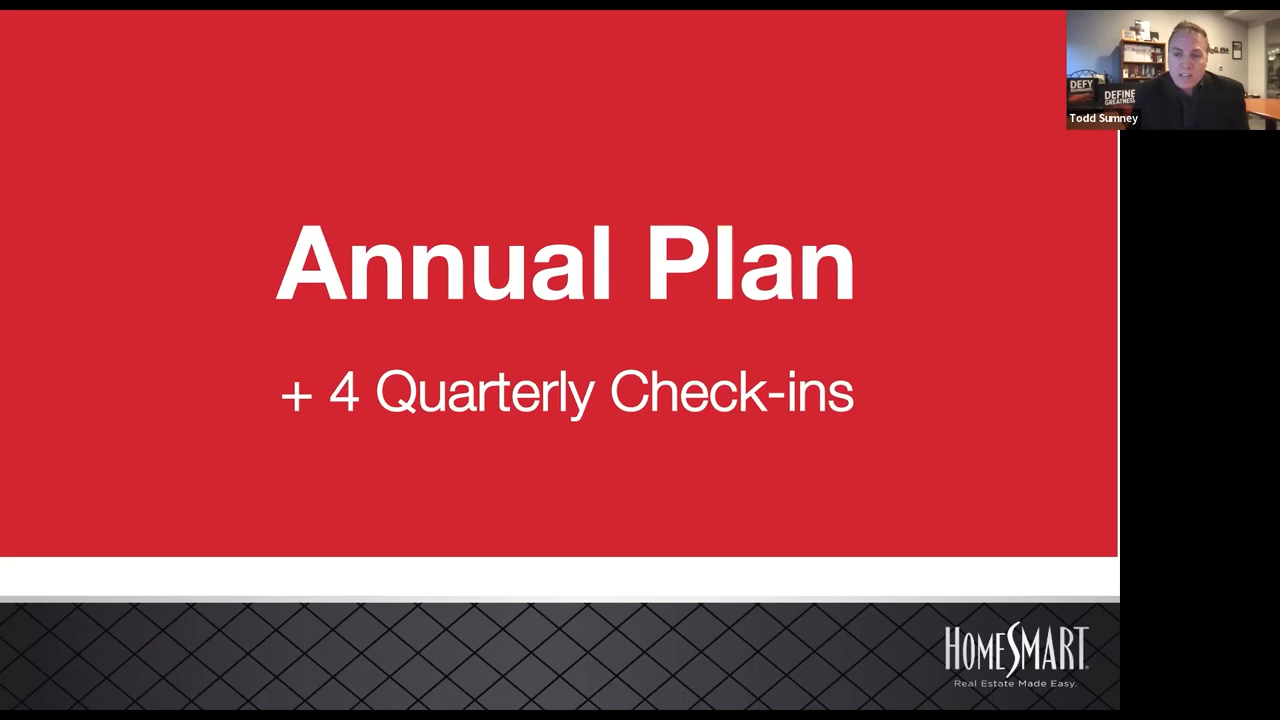 Annual Plan
+ 4 Quarterly Check-ins
DEFY
DEFINE
GREATNESS
Todd Sumney
HOMESMART
Real Estate Made Easy.